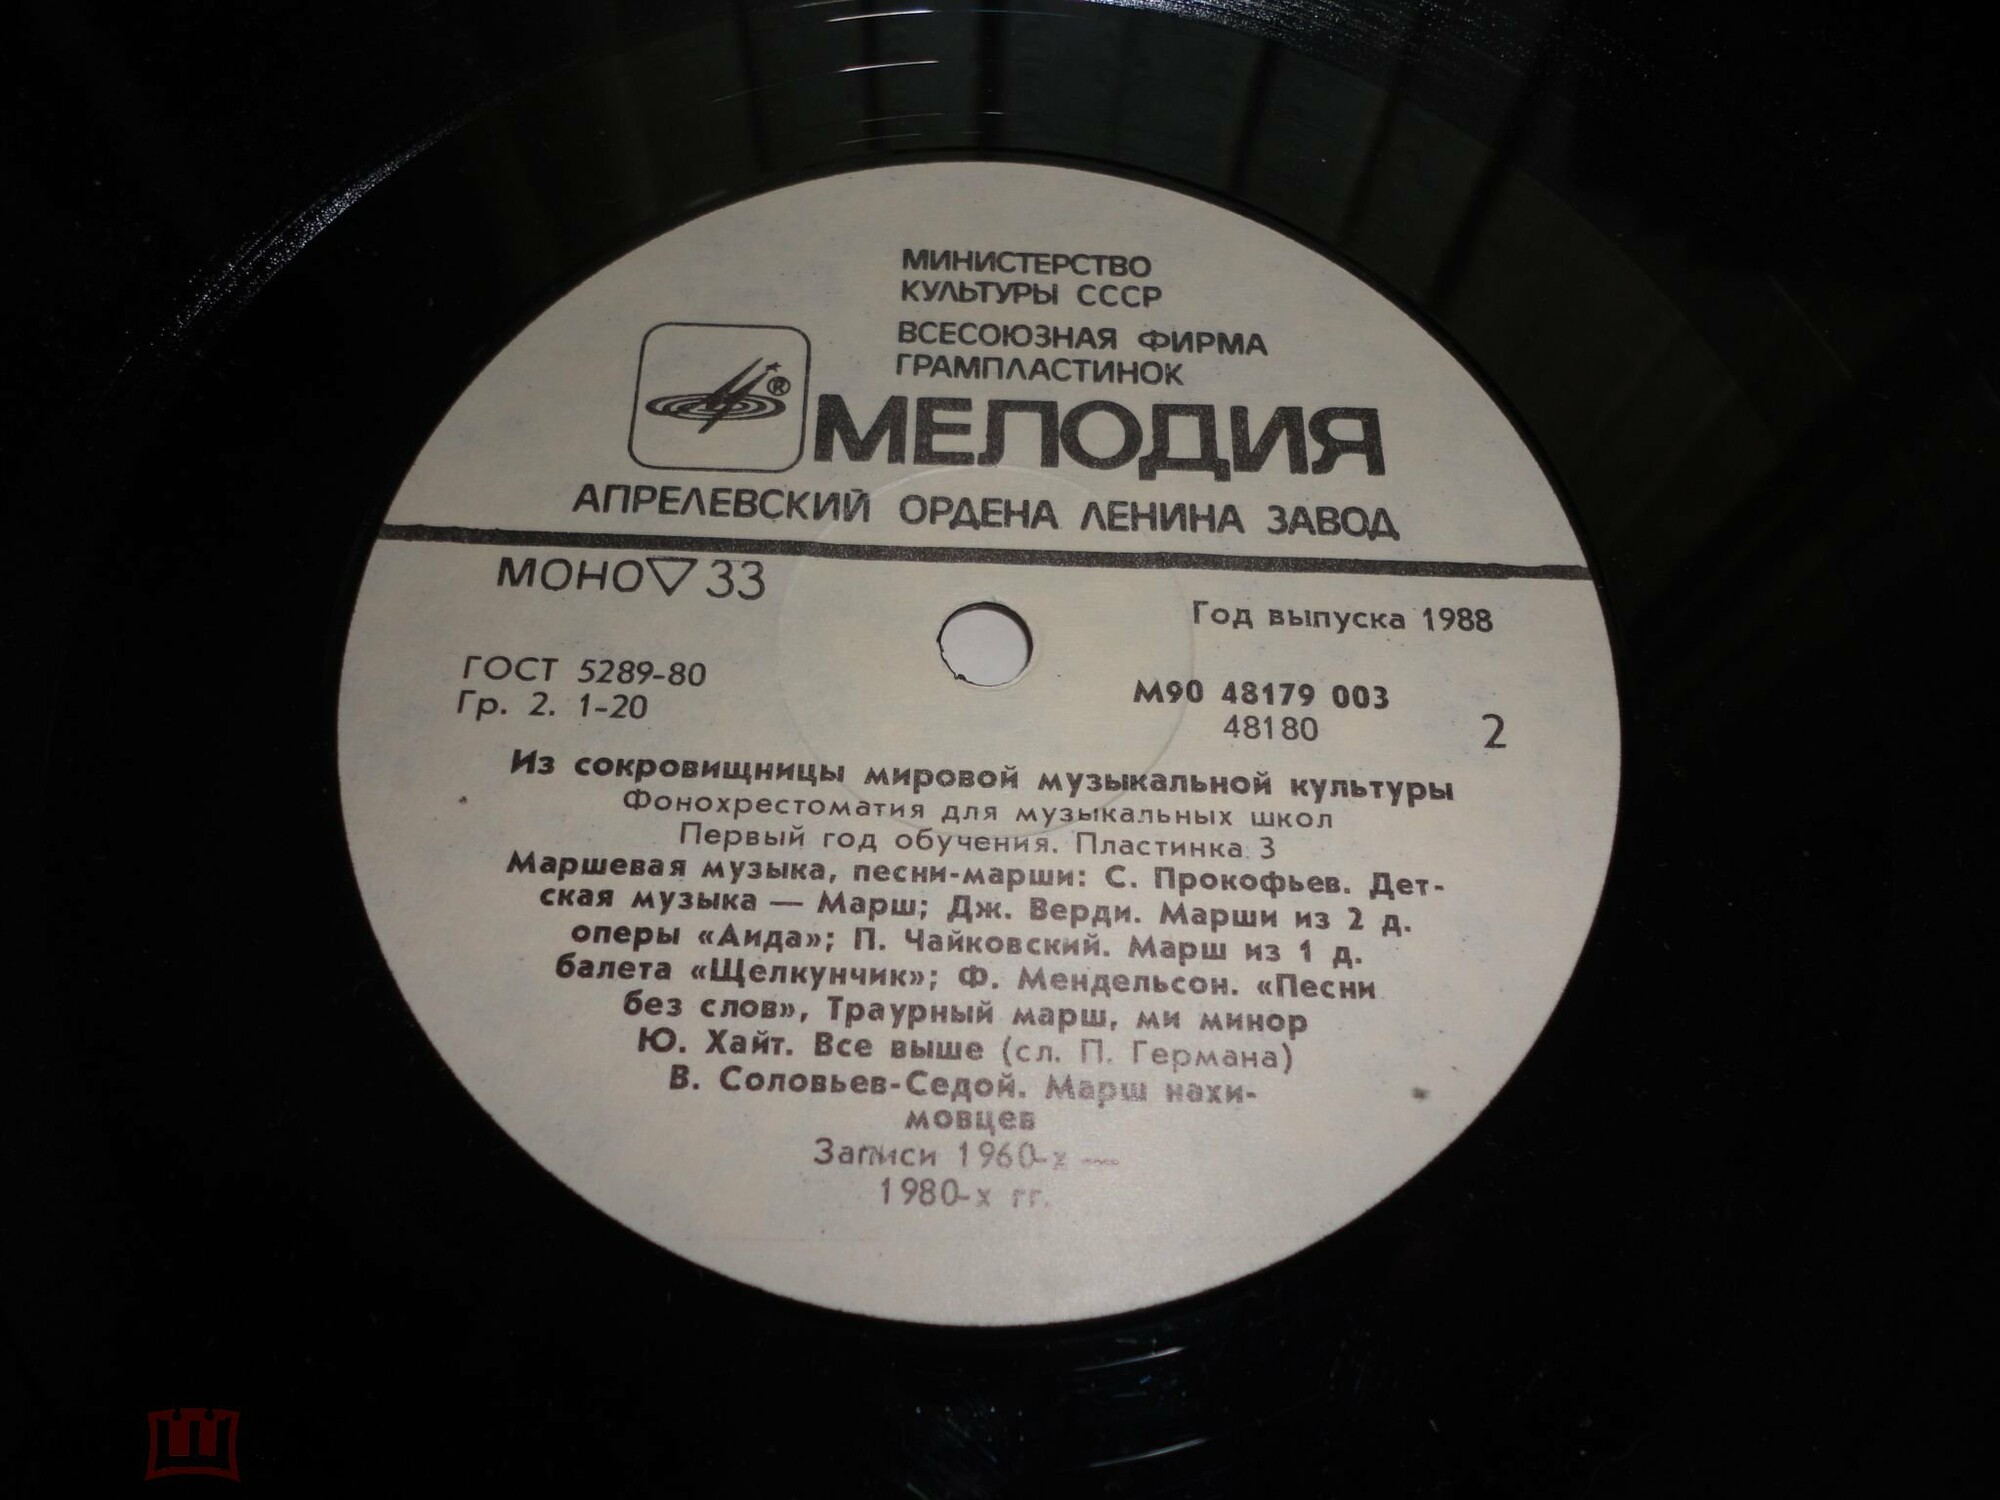 МИНИСТЕРСТВО
КУЛЬТУРЫ СССР
ВСЕСОЮЗНАЯ ФИРМА
ГРАМПЛАСТИНОК
®
МЕЛОДИЯ
АПРЕЛЕВСКИЙ ОРДЕНА ЛЕНИНА ЗАВОД
МОНО▽33
Год выпуска 1988
ГОСТ 5289-80
Гр. 2. 1-20
М90 48179 003
48180
2
Из сокровищницы мировой музыкальной культуры
Фонохрестоматия для музыкальных школ
Первый год обучения. Пластинка 3
Маршевая музыка, песни-марши: С. Прокофьев. Дет-
ская музыка — Марш; Дж. Верди. Марши из 2 д.
оперы «Аида»; П. Чайковский. Марш из 1 д.
балета «Щелкунчик»; Ф. Мендельсон. «Песни
без слов», Траурный марш, ми минор
Ю. Хайт. Все выше (сл. П. Германа)
В. Соловьев-Седой. Марш нахи-
мовцев
Записи 1960-х —
1980-х гг.